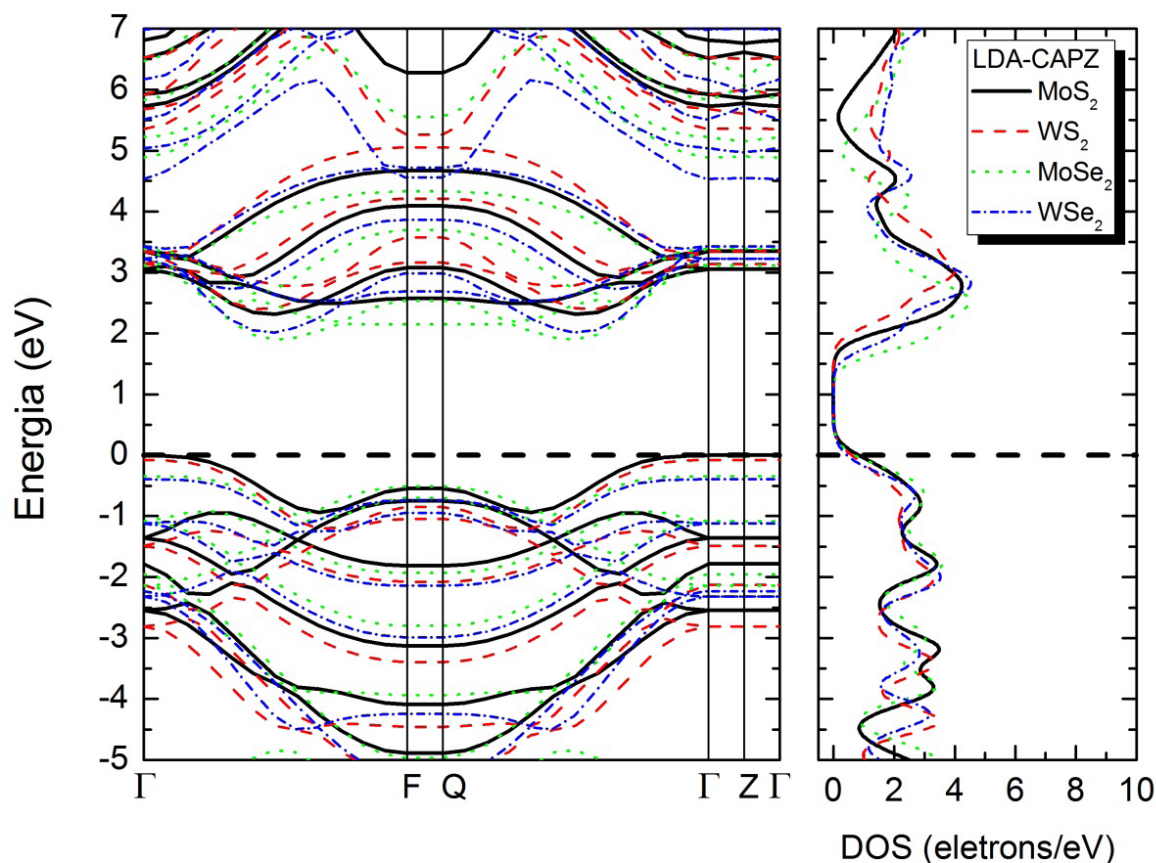 7
6
5
4
3
2
1
0
-1
-2
-3
-4
-5
Energia (eV)
Γ F Q Γ Z Γ
LDA-CAPZ
MoS₂
WS₂
MoSe₂
WSe₂
0 2 4 6 8 10
DOS (eletrons/eV)